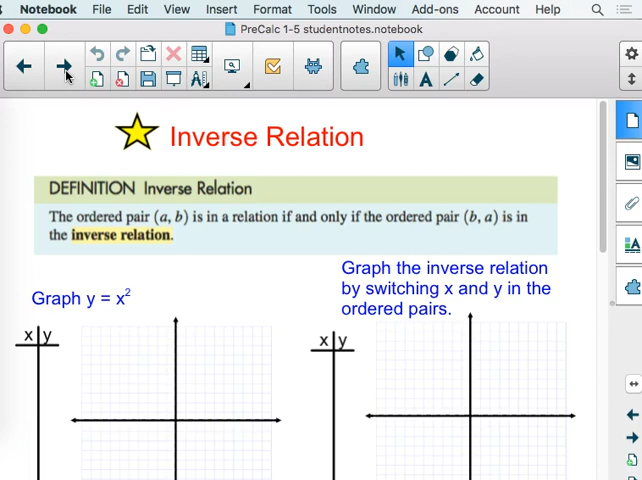 Notebook File Edit View Insert Format Tools Window Add-ons Account Help
PreCalc 1-5 studentnotes.notebook
Inverse Relation
DEFINITION Inverse Relation
The ordered pair (a, b) is in a relation if and only if the ordered pair (b, a) is in
the inverse relation.
Graph y = x²
Graph the inverse relation
by switching x and y in the
ordered pairs.
x y
x y